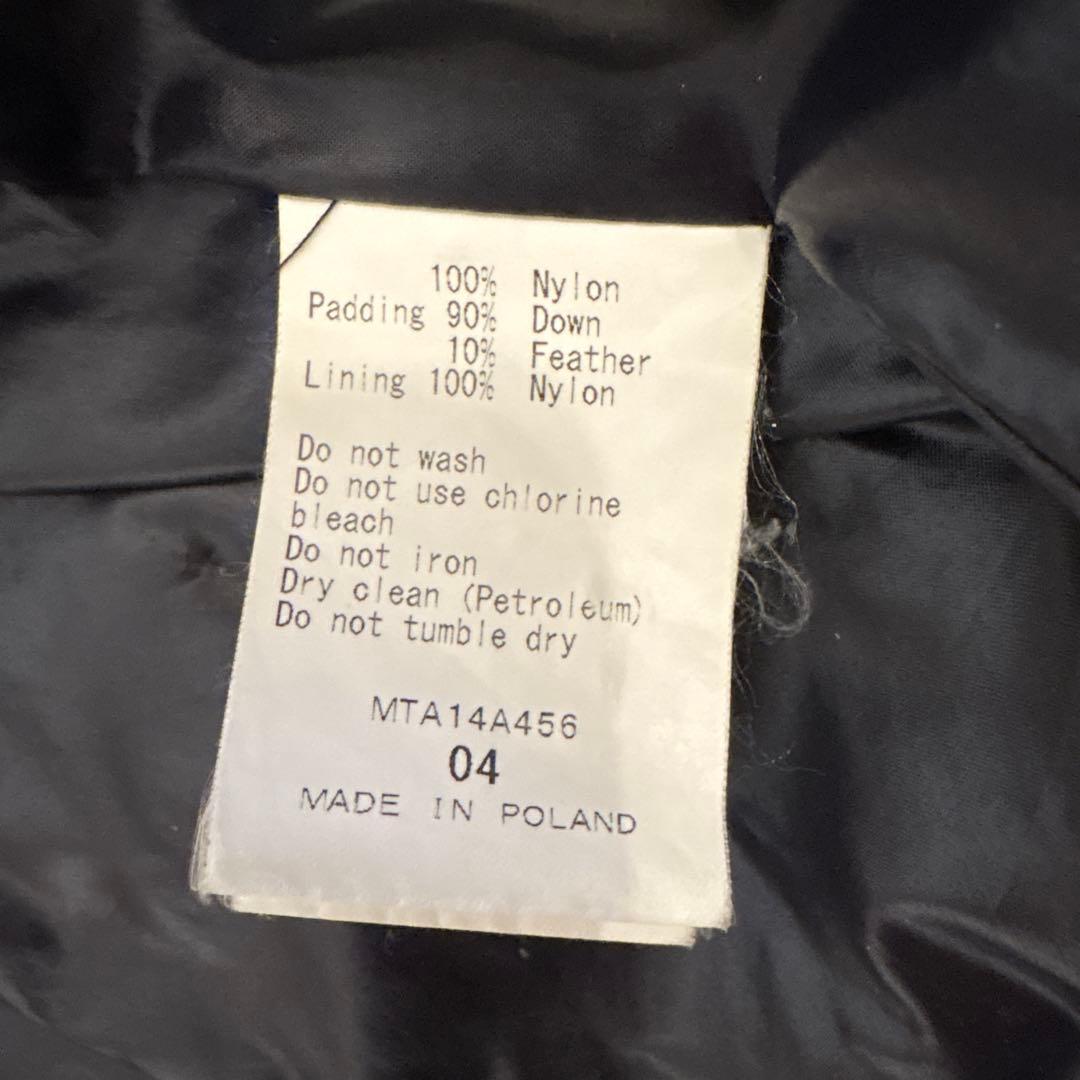 100% Nylon
Padding 90% Down
10% Feather
Lining 100% Nylon
Do not wash
Do not use chlorine
bleach
Do not iron
Dry clean (Petroleum)
Do not tumble dry
MTA14A456
04
MADE IN POLAND